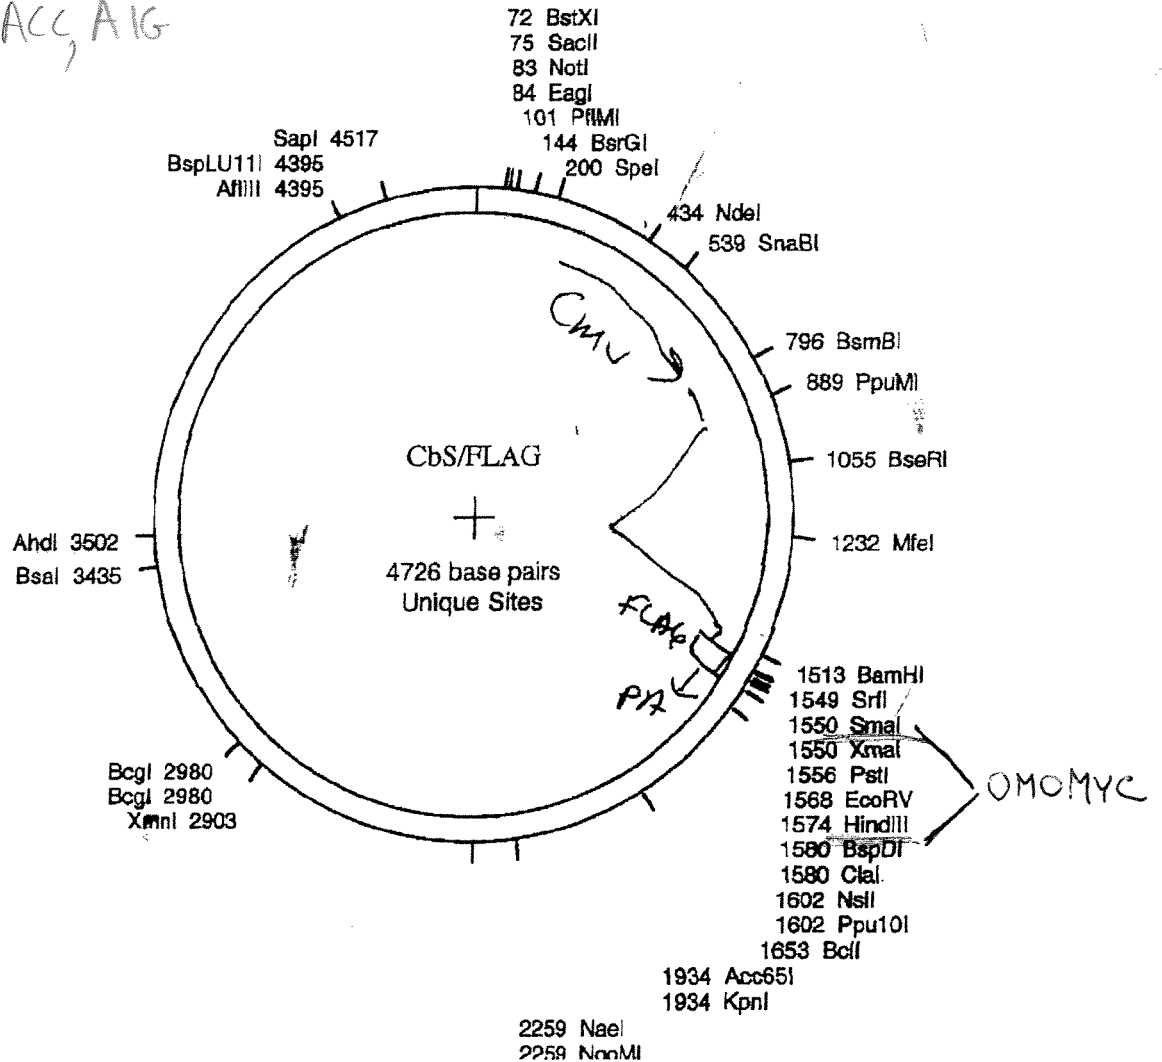 ACC, AIG
72 BstXI
75 SacII
83 NotI
84 EagI
101 PflMI
144 BsrGI
200 SpeI
SapI 4517
BspLU11I 4395
AflIII 4395
434 NdeI
539 SnaBI
CMV
796 BsmBI
889 PpuMI
CbS/FLAG
1055 BseRI
AhdI 3502
BsaI 3435
4726 base pairs
Unique Sites
1232 MfeI
FLAG
PA
1513 BamHI
1549 SrfI
1550 SmaI
1550 XmaI
1556 PstI
1568 EcoRV
1574 HindIII
1580 BspDI
1580 ClaI
1602 NsiI
1602 Ppu10I
1653 BclI
OMOMYC
BcgI 2980
BcgI 2980
XmnI 2903
1934 Acc65I
1934 KpnI
2259 NaeI
2259 NgoMI